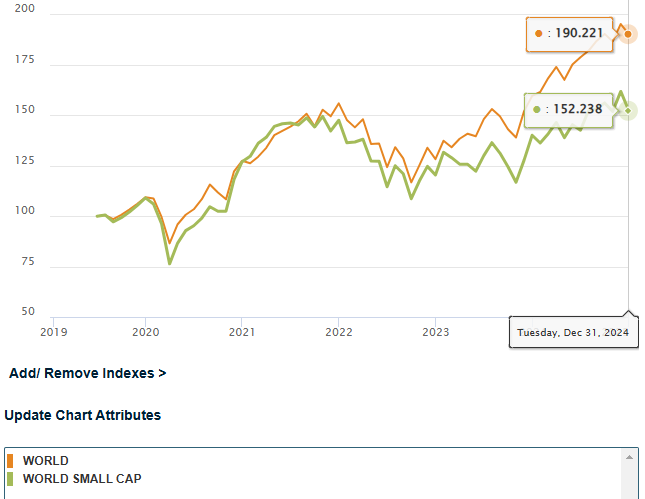 200
: 190.221
175
150
: 152.238
125
100
75
50
2019 2020 2021 2022 2023
Tuesday, Dec 31, 2024
Add/ Remove Indexes >
Update Chart Attributes
WORLD
WORLD SMALL CAP